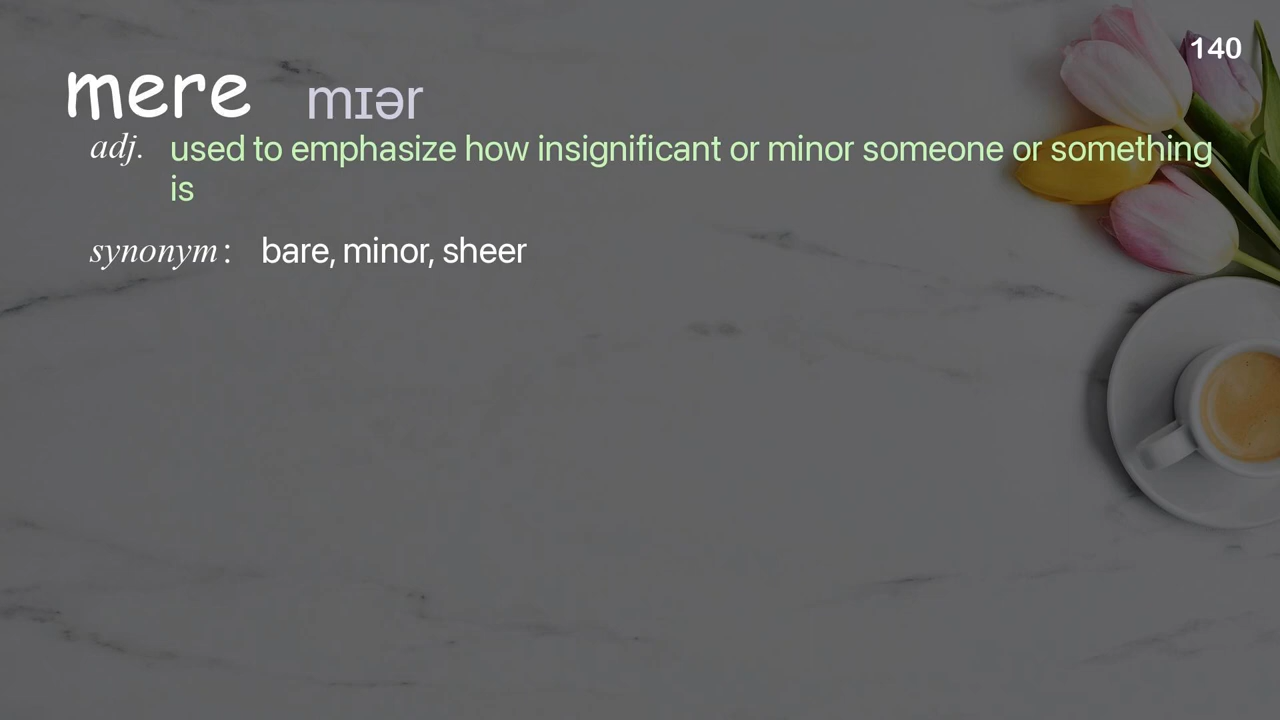 140
mere mɪər
adj. used to emphasize how insignificant or minor someone or something
is
synonym: bare, minor, sheer